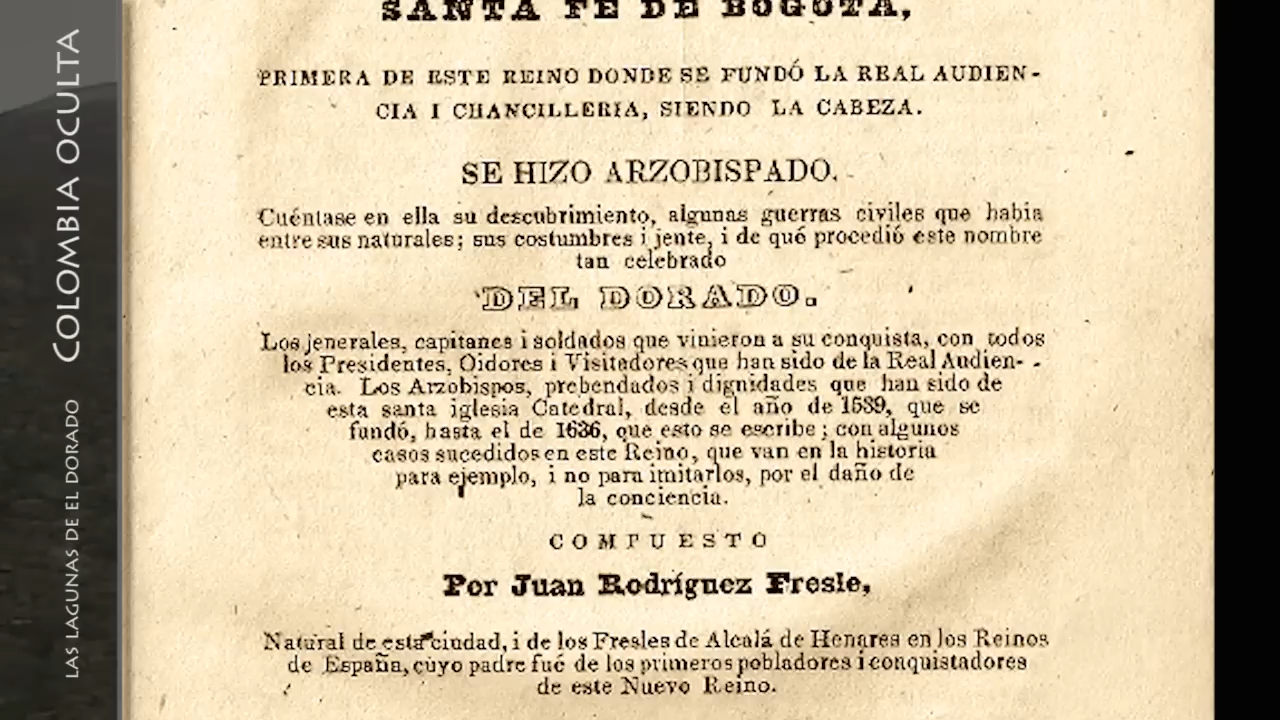 SANTA FE DE BOGOTA,
PRIMERA DE ESTE REINO DONDE SE FUNDÓ LA REAL AUDIEN-
CIA I CHANCILLERIA, SIENDO LA CABEZA.
SE HIZO ARZOBISPADO.
Cuéntase en ella su descubrimiento, algunas guerras civiles que habia
entre sus naturales; sus costumbres i jente, i de qué procedió este nombre
tan celebrado
DEL DORADO.
Los jenerales, capitanes i soldados que vinieron a su conquista, con todos
los Presidentes, Oidores i Visitadores que han sido de la Real Audien-
cia. Los Arzobispos, prebendados i dignidades que han sido de
esta santa iglesia Catedral, desde el año de 1539, que se
fundó, hasta el de 1636, que esto se escribe; con algunos
casos sucedidos en este Reino, que van en la historia
para ejemplo, i no para imitarlos, por el daño de
la conciencia.
COMPUESTO
Por Juan Rodríguez Fresle,
Natural de esta ciudad, i de los Fresles de Alcalá de Henares en los Reinos
de España, cuyo padre fué de los primeros pobladores i conquistadores
de este Nuevo Reino.
LAS LAGUNAS DE EL DORADO COLOMBIA OCULTA